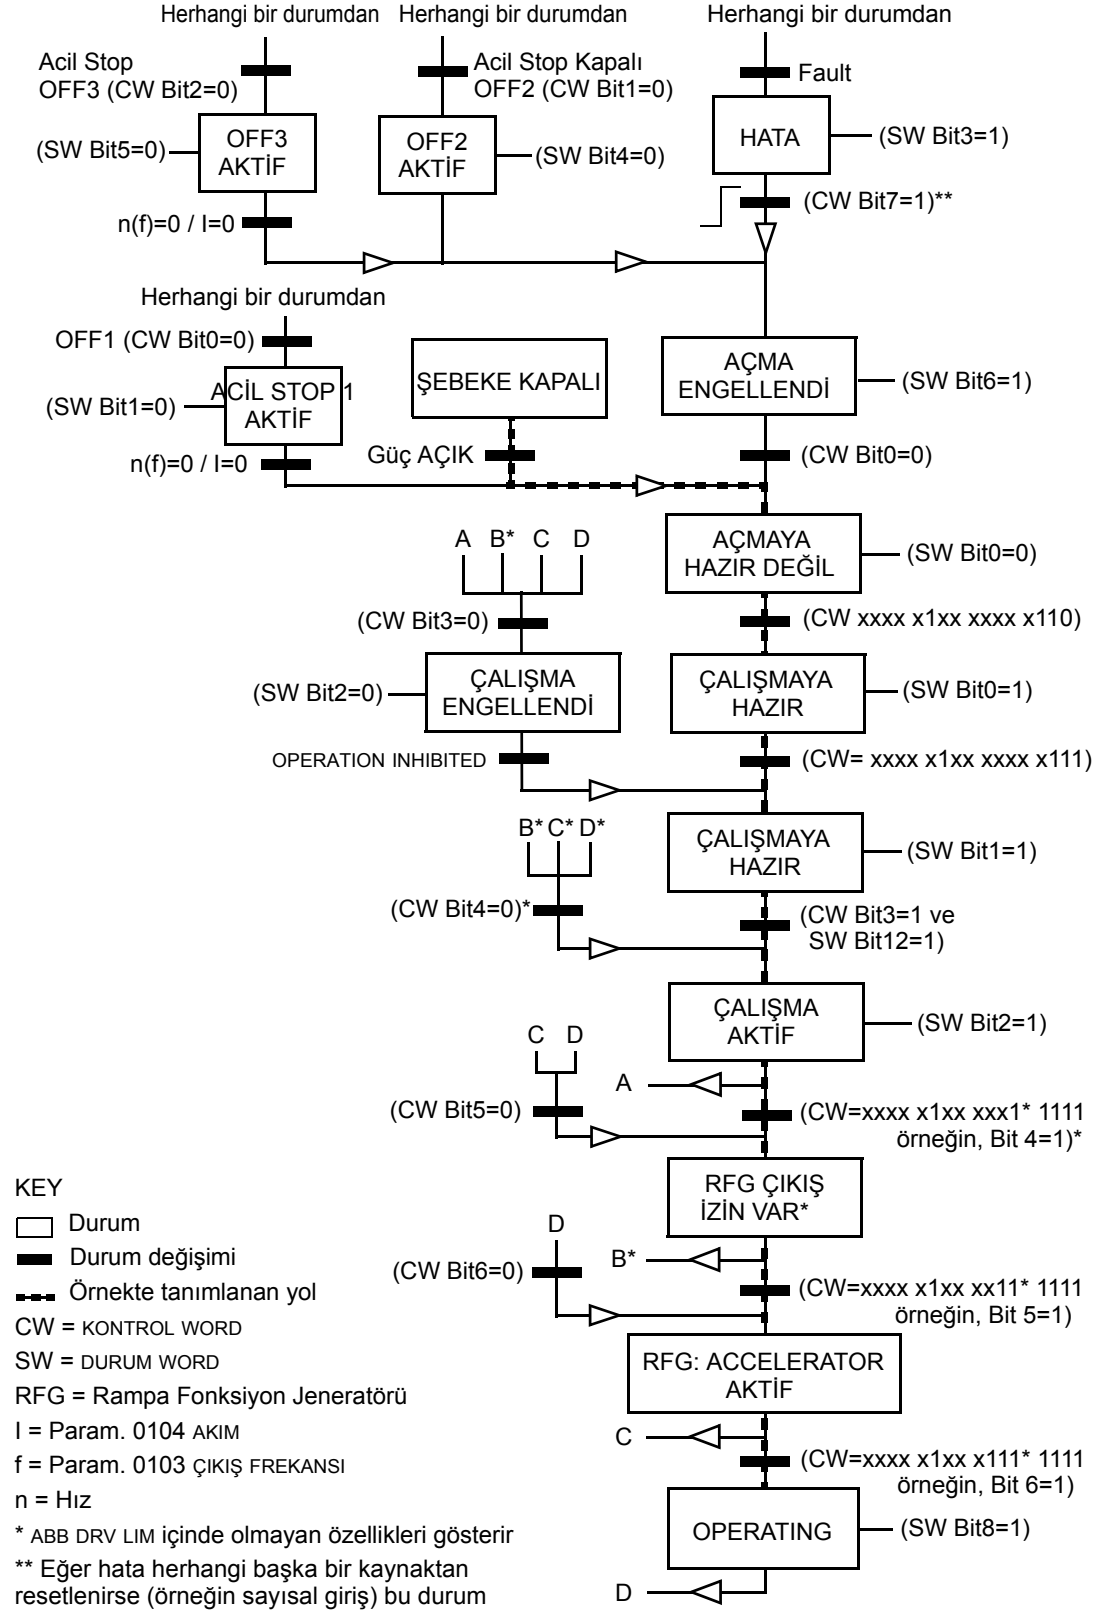 Herhangi bir durumdan
Herhangi bir durumdan
Herhangi bir durumdan
Acil Stop
OFF3 (CW Bit2=0)
Acil Stop Kapalı
OFF2 (CW Bit1=0)
Fault
(SW Bit5=0)
OFF3
AKTİF
OFF2
AKTİF
(SW Bit4=0)
HATA
(SW Bit3=1)
n(f)=0 / I=0
(CW Bit7=1)**
Herhangi bir durumdan
OFF1 (CW Bit0=0)
(SW Bit1=0)
ACİL STOP 1
AKTİF
ŞEBEKE KAPALI
AÇMA
ENGELLENDİ
(SW Bit6=1)
n(f)=0 / I=0
Güç AÇIK
(CW Bit0=0)
A B* C D
AÇMAYA
HAZIR DEĞİL
(SW Bit0=0)
(CW Bit3=0)
(CW xxxx x1xx xxxx x110)
(SW Bit2=0)
ÇALIŞMA
ENGELLENDİ
ÇALIŞMAYA
HAZIR
(SW Bit0=1)
OPERATION INHIBITED
(CW= xxxx x1xx xxxx x111)
B* C* D*
ÇALIŞMAYA
HAZIR
(SW Bit1=1)
(CW Bit4=0)*
(CW Bit3=1 ve
SW Bit12=1)
ÇALIŞMA
AKTİF
(SW Bit2=1)
C D
A
(CW Bit5=0)
(CW=xxxx x1xx xxx1* 1111
örneğin, Bit 4=1)*
RFG ÇIKIŞ
İZİN VAR*
D
B*
(CW Bit6=0)
(CW=xxxx x1xx xx11* 1111
örneğin, Bit 5=1)
RFG: ACCELERATOR
AKTİF
C
(CW=xxxx x1xx x111* 1111
örneğin, Bit 6=1)
OPERATING
(SW Bit8=1)
D
KEY
Durum
Durum değişimi
Örnekte tanımlanan yol
CW = KONTROL WORD
SW = DURUM WORD
RFG = Rampa Fonksiyon Jeneratörü
I = Param. 0104 AKIM
f = Param. 0103 ÇIKIŞ FREKANSI
n = Hız
* ABB DRV LIM içinde olmayan özellikleri gösterir
** Eğer hata herhangi başka bir kaynaktan
resetlenirse (örneğin sayısal giriş) bu durum